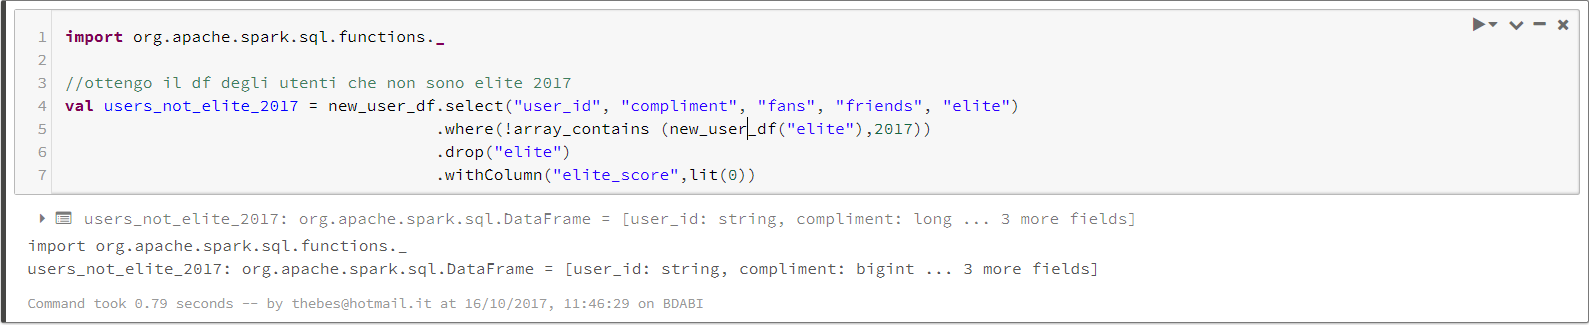 1 import org.apache.spark.sql.functions._
2
3 //ottengo il df degli utenti che non sono elite 2017
4 val users_not_elite_2017 = new_user_df.select("user_id", "compliment", "fans", "friends", "elite")
5 .where(!array_contains (new_user_df("elite"),2017))
6 .drop("elite")
7 .withColumn("elite_score",lit(0))
users_not_elite_2017: org.apache.spark.sql.DataFrame = [user_id: string, compliment: long ... 3 more fields]
import org.apache.spark.sql.functions._
users_not_elite_2017: org.apache.spark.sql.DataFrame = [user_id: string, compliment: bigint ... 3 more fields]
Command took 0.79 seconds -- by thebes@hotmail.it at 16/10/2017, 11:46:29 on BDABI